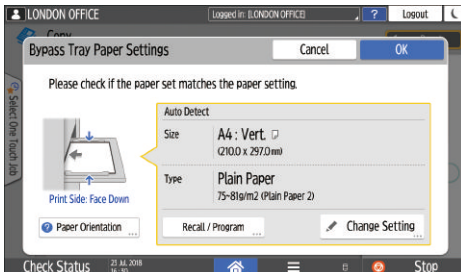 LONDON OFFICE
Logged in: [LONDON OFFICE]
?
Logout
Copy
Bypass Tray Paper Settings
Cancel
OK
Please check if the paper set matches the paper setting.
Select One Touch Job
Auto Detect
Size
A4 : Vert.
(210.0 x 297.0mm)
Type
Plain Paper
75-81g/m2 (Plain Paper 2)
Print Side: Face Down
? Paper Orientation ...
Recall / Program ...
Change Setting ...
Check Status
23 Jul. 2018
Stop